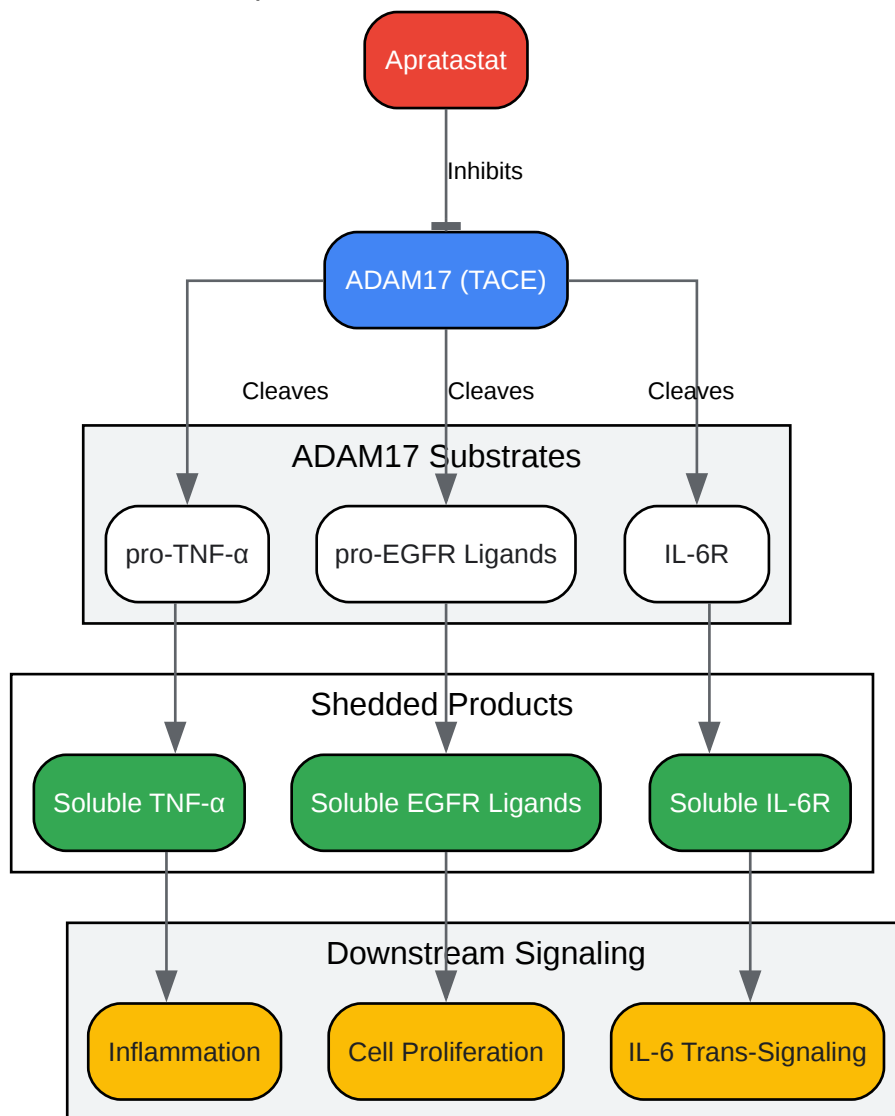 Apratastat
Inhibits
ADAM17 (TACE)
Cleaves Cleaves Cleaves
ADAM17 Substrates
pro-TNF-α pro-EGFR Ligands IL-6R
Shedded Products
Soluble TNF-α Soluble EGFR Ligands Soluble IL-6R
Downstream Signaling
Inflammation Cell Proliferation IL-6 Trans-Signaling